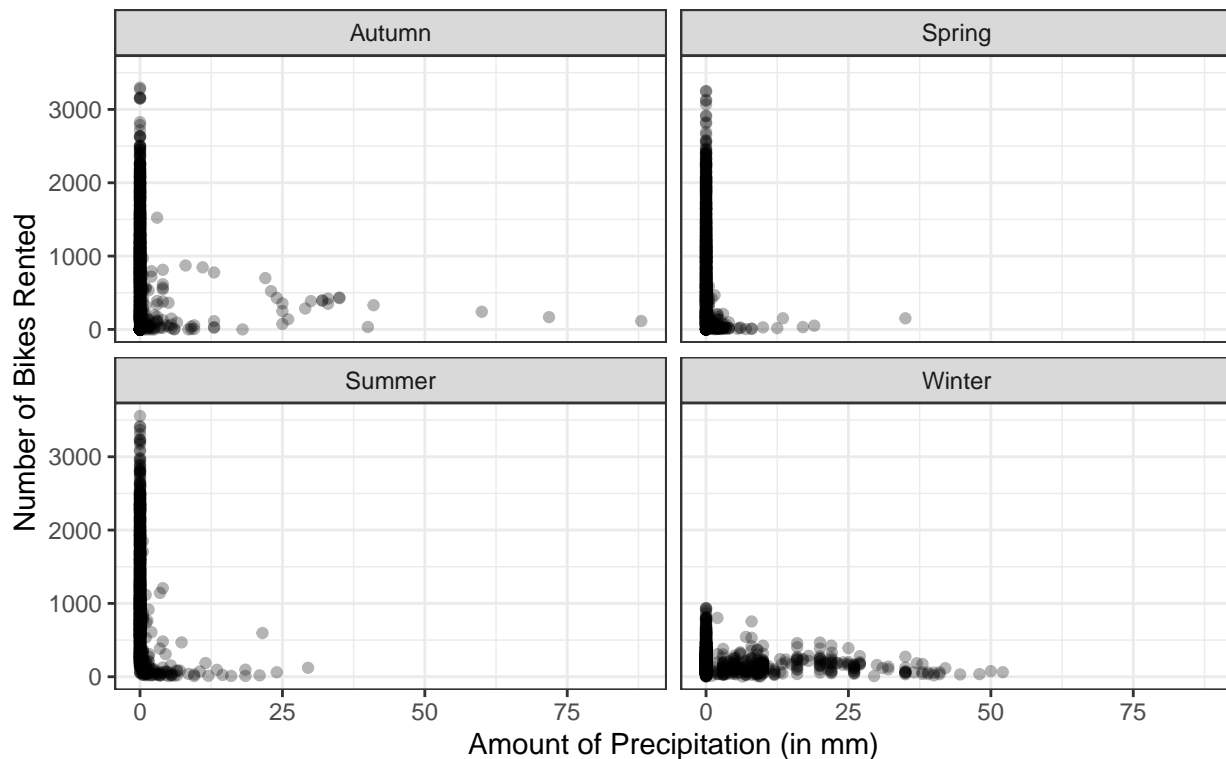 Autumn
Spring
3000
2000
1000
0
Summer
Winter
3000
2000
1000
0
0
25
50
75
0
25
50
75
Number of Bikes Rented
Amount of Precipitation (in mm)